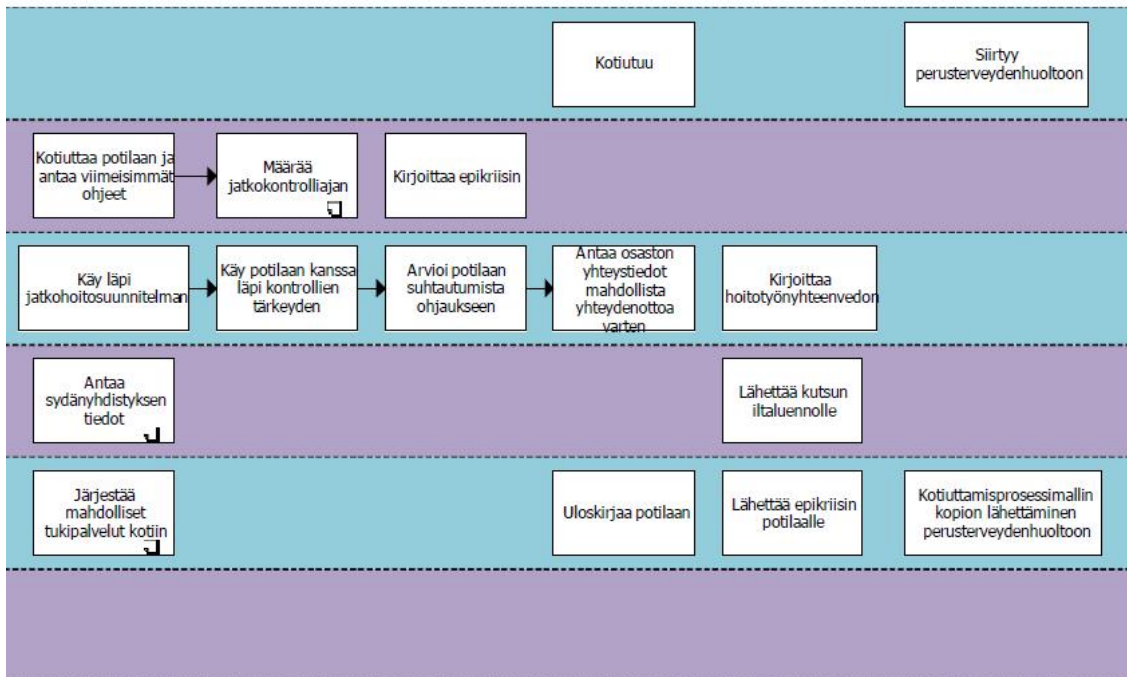 Kotiutuu
Siirtyy
perusterveydenhuoltoon
Kotiuttaa potilaan ja
antaa viimeisimmät
ohjeet
Määrää
jatkokontrolliajan
Kirjoittaa epikriisin
Käy läpi
jatkohoitosuunnitelman
Käy potilaan kanssa
läpi kontrollien
tärkeyden
Arvioi potilaan
suhtautumista
ohjaukseen
Antaa osaston
yhteystiedot
mahdollista
yhteydenottoa
varten
Kirjoittaa
hoitotyönyhteenvedon
Antaa
sydänyhdistyksen
tiedot
Lähettää kutsun
iltaluennolle
Järjestää
mahdolliset
tukipalvelut kotiin
Uloskirjaa potilaan
Lähettää epikriisin
potilaalle
Kotiuttamisprosessimallin
kopion lähettäminen
perusterveydenhuoltoon